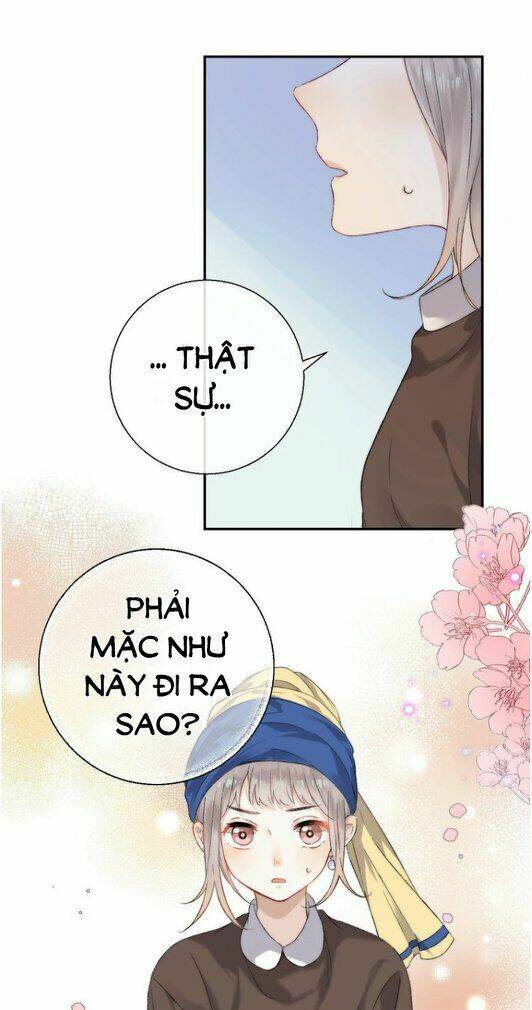 ... THẬT
SỰ...
PHẢI
MẶC NHƯ
NÀY ĐI RA
SAO?